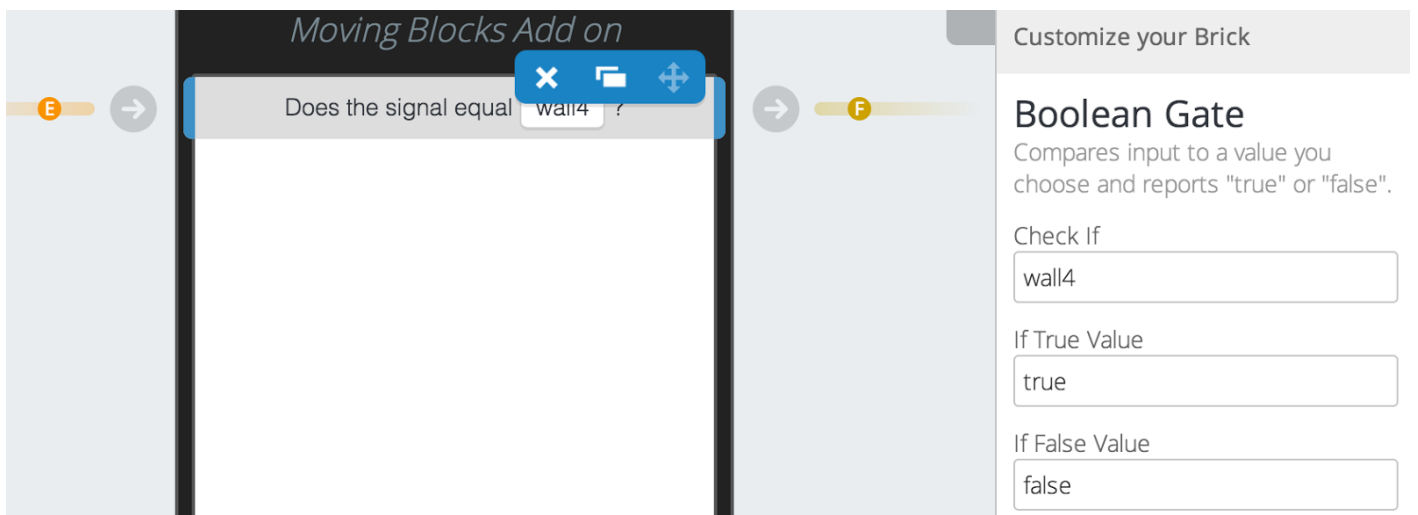 Moving Blocks Add on
E
Does the signal equal wall4 ?
F
Customize your Brick
Boolean Gate
Compares input to a value you
choose and reports "true" or "false".
Check If
wall4
If True Value
true
If False Value
false